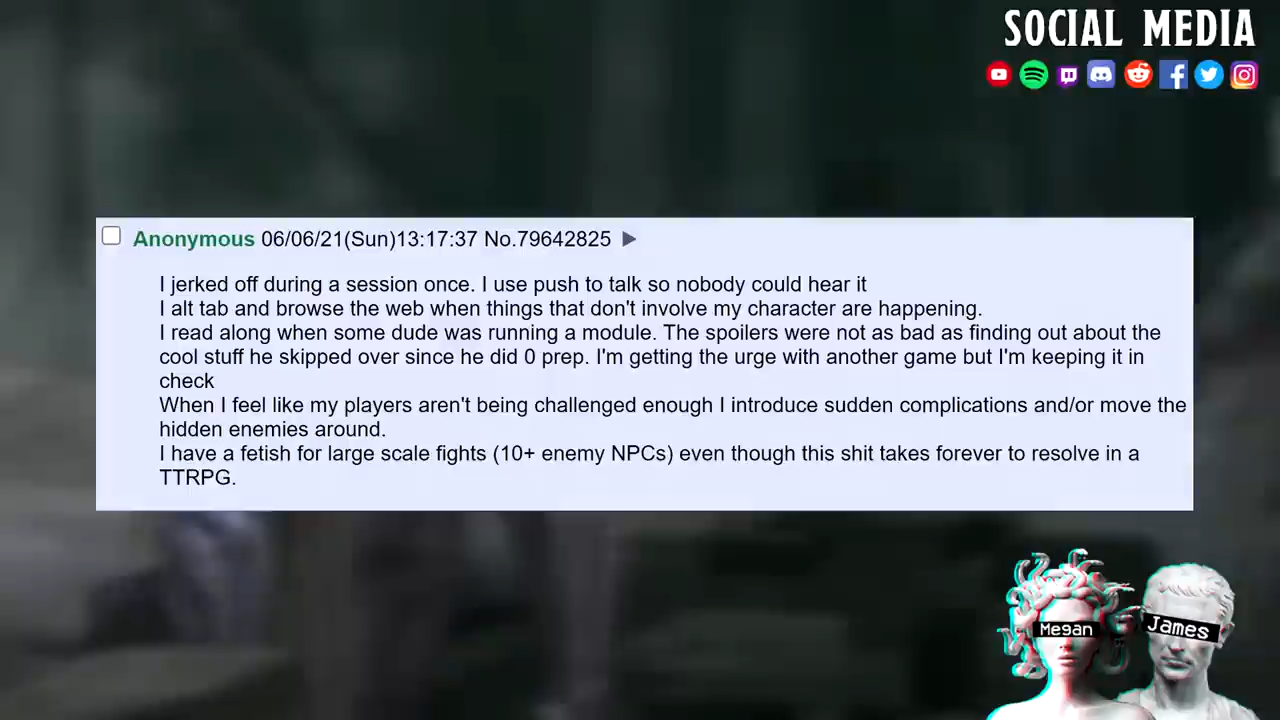 SOCIAL MEDIA
Anonymous 06/06/21(Sun)13:17:37 No.79642825
I jerked off during a session once. I use push to talk so nobody could hear it
I alt tab and browse the web when things that don't involve my character are happening.
I read along when some dude was running a module. The spoilers were not as bad as finding out about the
cool stuff he skipped over since he did 0 prep. I'm getting the urge with another game but I'm keeping it in
check
When I feel like my players aren't being challenged enough I introduce sudden complications and/or move the
hidden enemies around.
I have a fetish for large scale fights (10+ enemy NPCs) even though this shit takes forever to resolve in a
TTRPG.
Megan
James